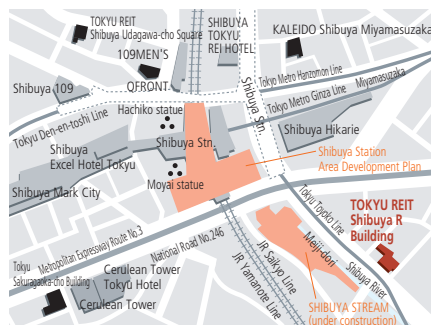 TOKYU REIT
Shibuya Udagawa-cho Square
SHIBUYA
TOKYU
REI HOTEL
KALEIDO Shibuya Miyamasuzaka
109MEN'S
QFRONT
Shibuya 109
Hachiko statue
Tokyo Metro Hanzomon Line
Miyamasuzaka
Tokyo Metro Ginza Line
Tokyu Den-en-toshi Line
Shibuya Stn.
Shibuya Stn.
Shibuya Hikarie
Shibuya
Excel Hotel Tokyu
Shibuya Station
Area Development Plan
Moyai statue
Shibuya Mark City
Tokyu Toyoko Line
TOKYU REIT
Shibuya R
Building
Metropolitan Expressway Route No.3
National Road No.246
Meiji-dori
JR Saikyo Line
JR Yamanote Line
Shibuya River
Tokyu
Sakuragaoka-cho Building
Cerulean Tower
Tokyu Hotel
Cerulean Tower
SHIBUYA STREAM
(under construction)